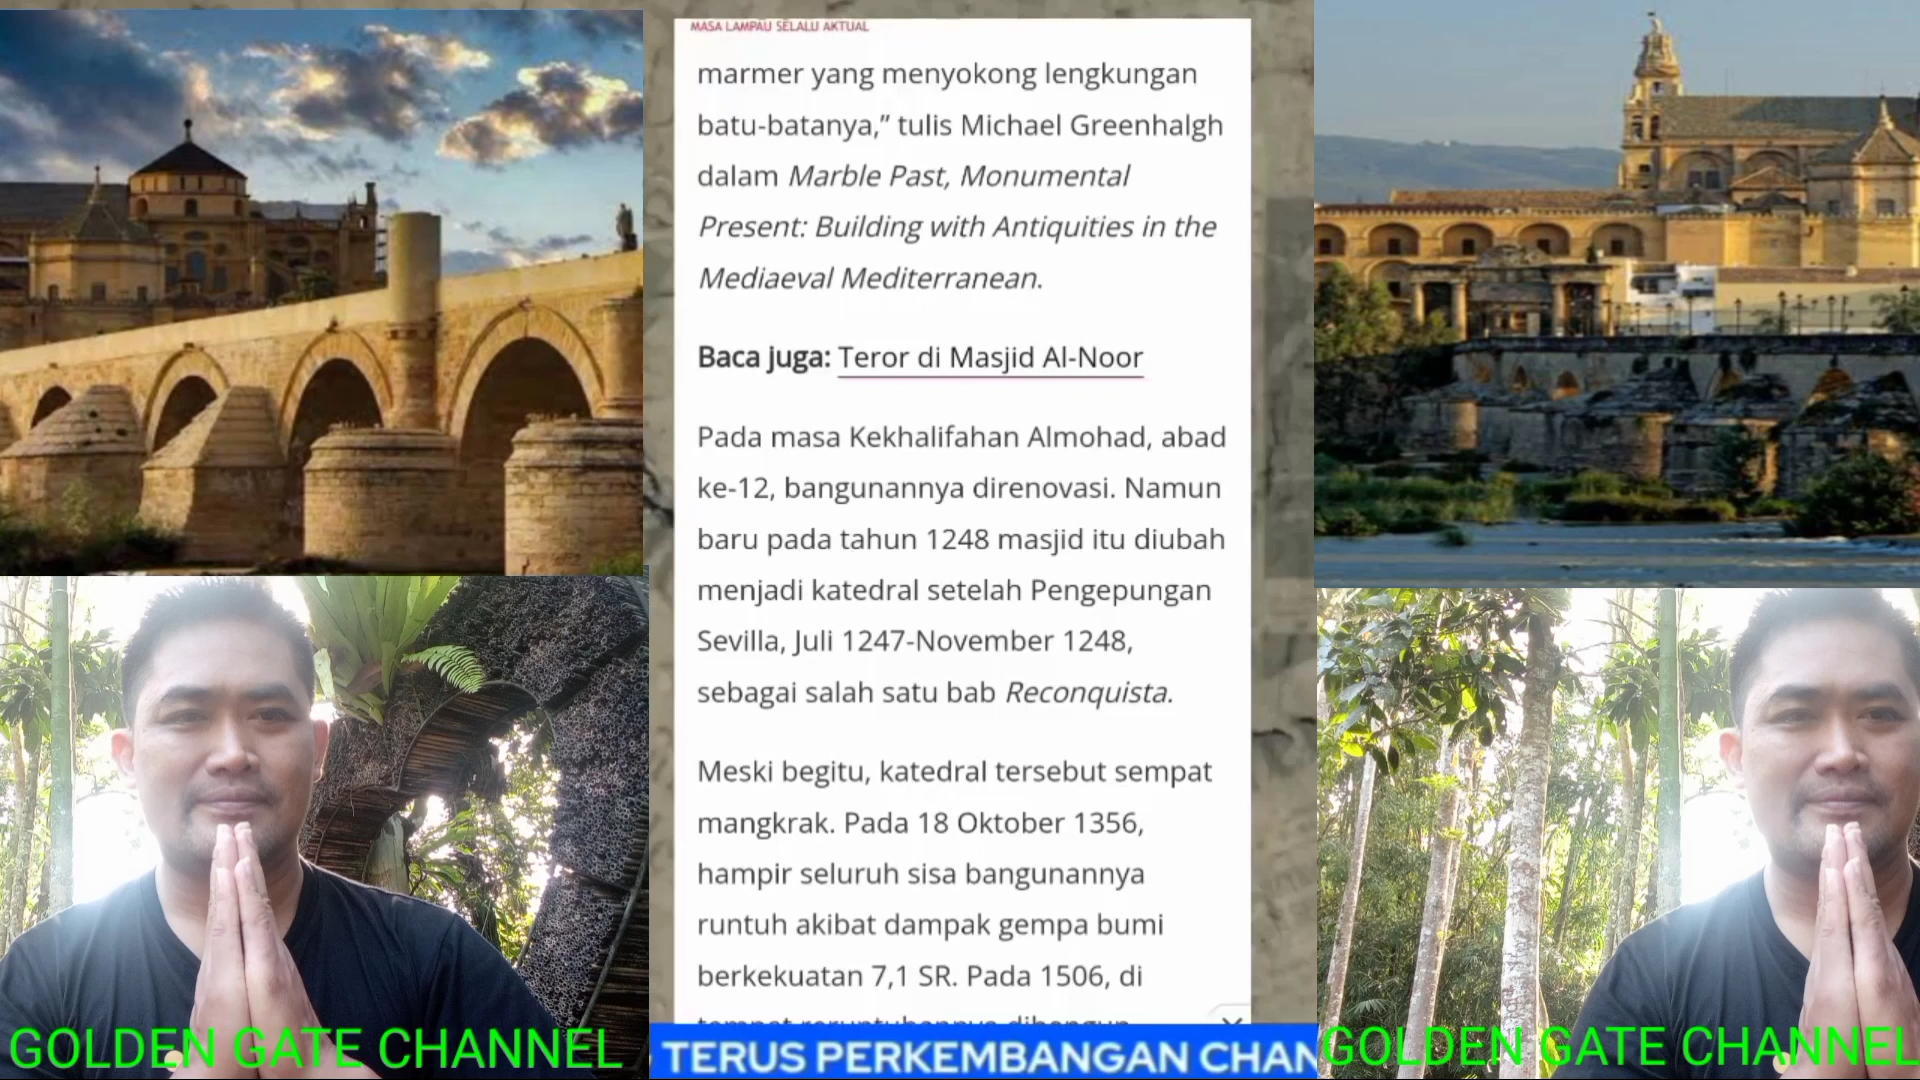 MASA LAMPAU SELALU AKTUAL
marmer yang menyokong lengkungan
batu-batanya,” tulis Michael Greenhalgh
dalam Marble Past, Monumental
Present: Building with Antiquities in the
Mediaeval Mediterranean.
Baca juga: Teror di Masjid Al-Noor
Pada masa Kekhalifahan Almohad, abad
ke-12, bangunannya direnovasi. Namun
baru pada tahun 1248 masjid itu diubah
menjadi katedral setelah Pengepungan
Sevilla, Juli 1247-November 1248,
sebagai salah satu bab Reconquista.
Meski begitu, katedral tersebut sempat
mangkrak. Pada 18 Oktober 1356,
hampir seluruh sisa bangunannya
runtuh akibat dampak gempa bumi
berkekuatan 7,1 SR. Pada 1506, di
GOLDEN GATE CHANNEL
TERUS PERKEMBANGAN CHAN
GOLDEN GATE CHANNEL